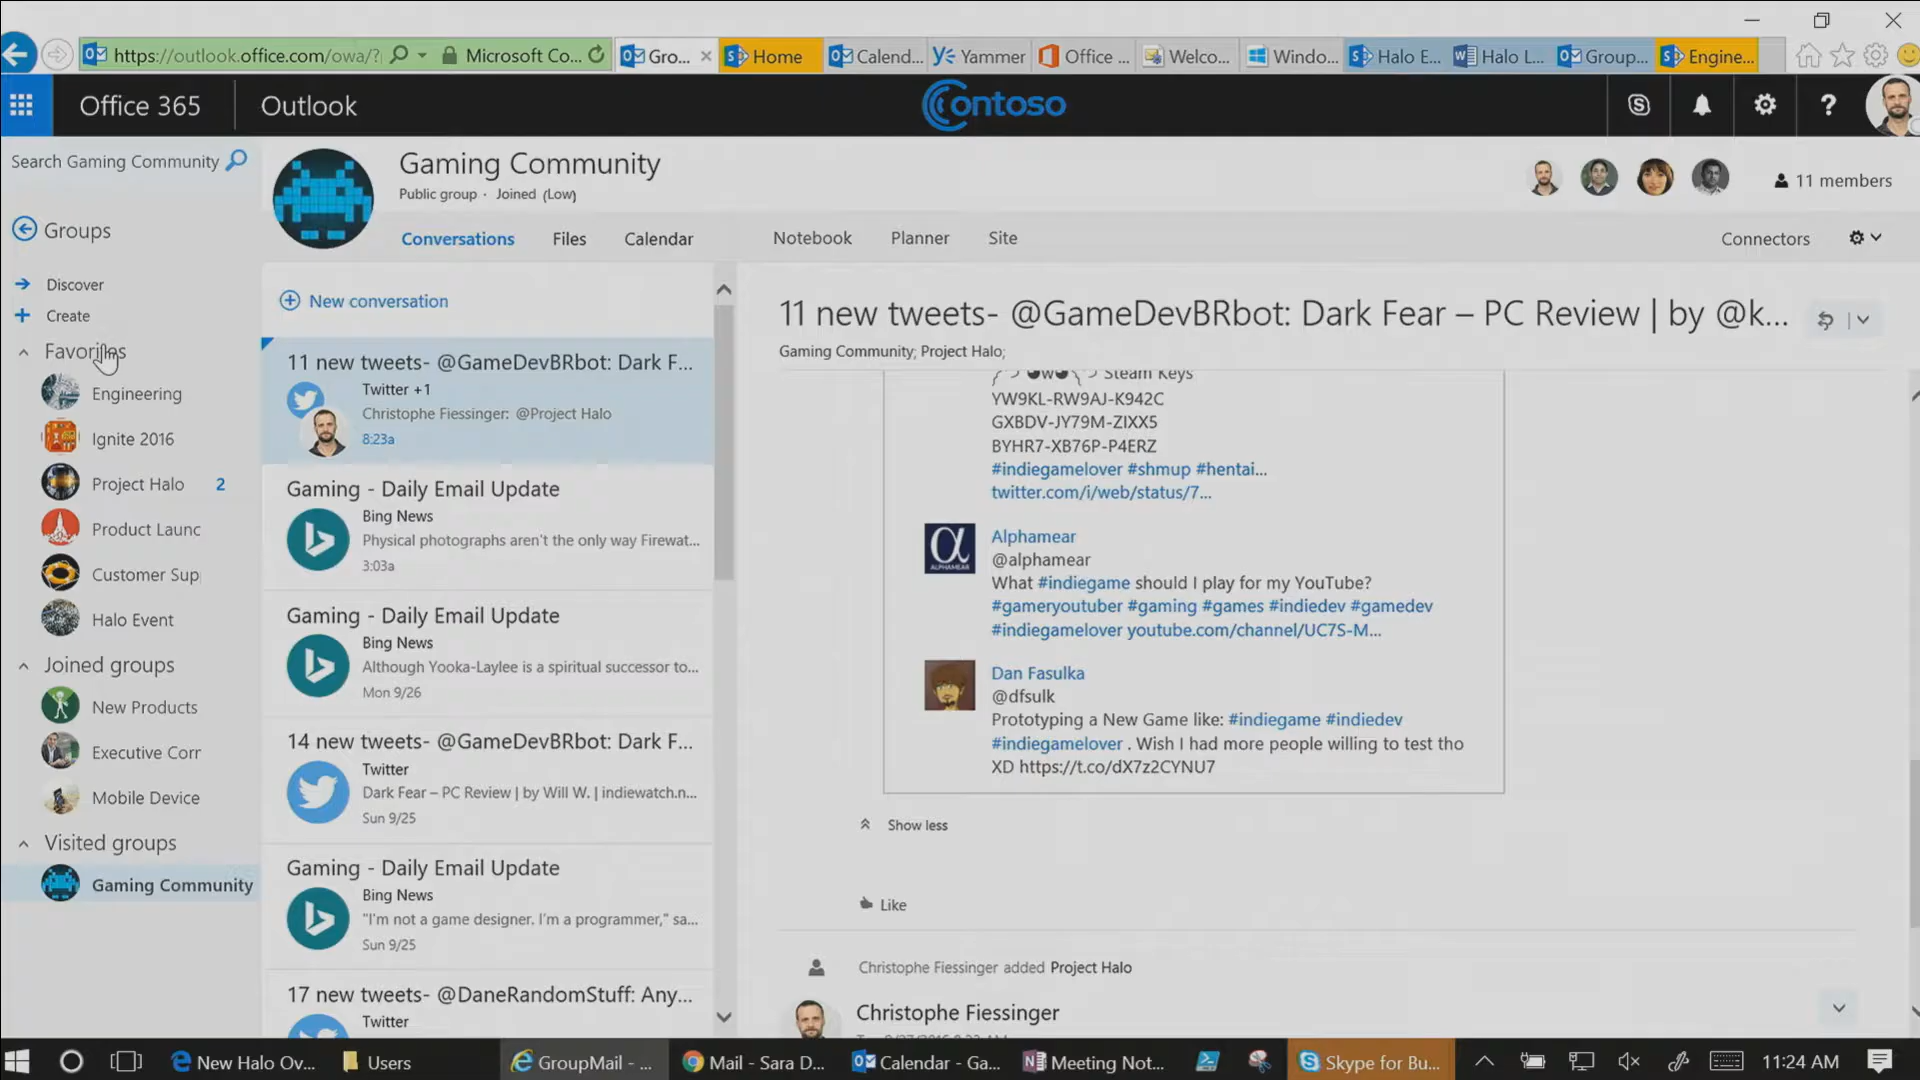 https://outlook.office.com/owa/?
Microsoft Co...
Gro...
Home
Calend...
Yammer
Office ...
Welco...
Windo...
Halo E...
Halo L...
Group...
Engine...
Office 365
Outlook
Contoso
?
Search Gaming Community
Gaming Community
Public group · Joined (Low)
11 members
Groups
Conversations
Files
Calendar
Notebook
Planner
Site
Connectors
Discover
Create
Favorites
Engineering
Ignite 2016
Project Halo 2
Product Launc
Customer Sup
Halo Event
Joined groups
New Products
Executive Corr
Mobile Device
Visited groups
Gaming Community
New conversation
11 new tweets- @GameDevBRbot: Dark F...
Twitter +1
Christophe Fiessinger: @Project Halo
8:23a
Gaming - Daily Email Update
Bing News
Physical photographs aren't the only way Firewat...
3:03a
Gaming - Daily Email Update
Bing News
Although Yooka-Laylee is a spiritual successor to...
Mon 9/26
14 new tweets- @GameDevBRbot: Dark F...
Twitter
Dark Fear – PC Review | by Will W. | indiewatch.n...
Sun 9/25
Gaming - Daily Email Update
Bing News
"I'm not a game designer. I'm a programmer," sa...
Sun 9/25
17 new tweets- @DaneRandomStuff: Any...
Twitter
11 new tweets- @GameDevBRbot: Dark Fear – PC Review | by @k...
Gaming Community; Project Halo;
Steam Keys
YW9KL-RW9AJ-K942C
GXBDV-JY79M-ZIXX5
BYHR7-XB76P-P4ERZ
#indiegamelover #shmup #hentai...
twitter.com/i/web/status/7...
α
ALPHAMEAR
Alphamear
@alphamear
What #indiegame should I play for my YouTube?
#gameryoutuber #gaming #games #indiedev #gamedev
#indiegamelover youtube.com/channel/UC7S-M...
Dan Fasulka
@dfsulk
Prototyping a New Game like: #indiegame #indiedev
#indiegamelover . Wish I had more people willing to test tho
XD https://t.co/dX7z2CYNU7
Show less
Like
Christophe Fiessinger added Project Halo
Christophe Fiessinger
New Halo Ov...
Users
GroupMail - ...
Mail - Sara D...
Calendar - Ga...
Meeting Not...
Skype for Bu...
11:24 AM